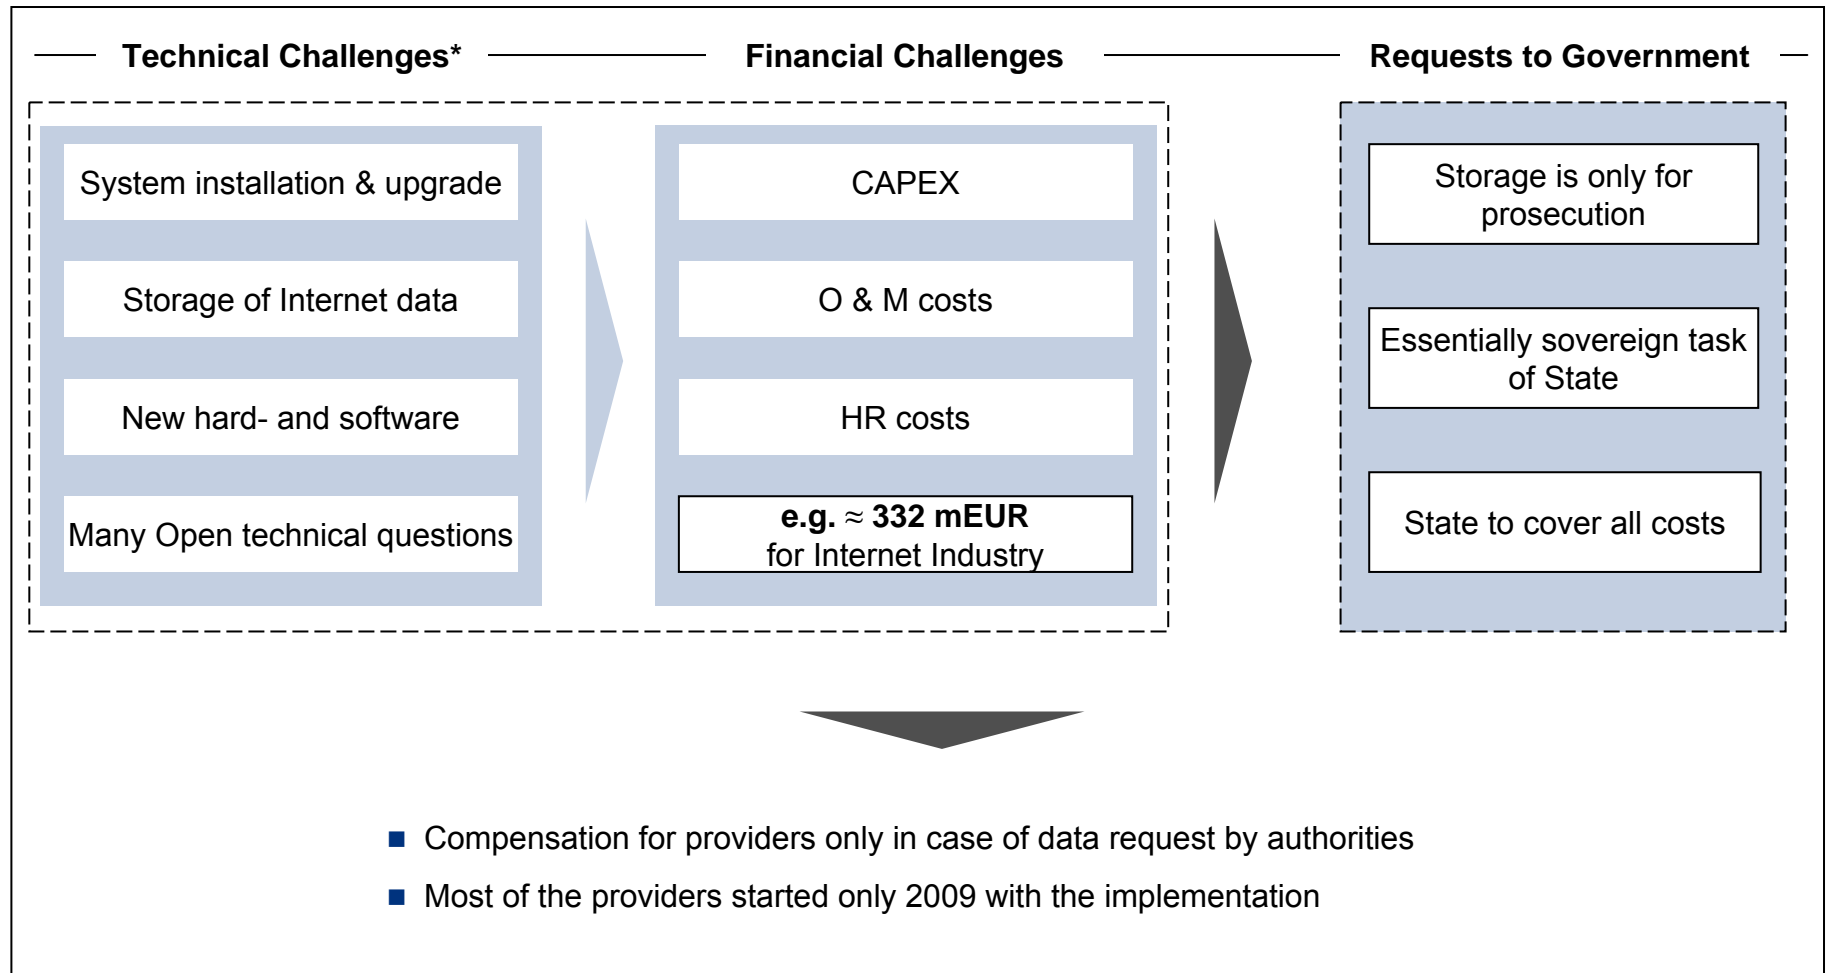 Technical Challenges*
System installation & upgrade
Storage of Internet data
New hard- and software
Many Open technical questions
Financial Challenges
CAPEX
O & M costs
HR costs
e.g. ≈ 332 mEUR
for Internet Industry
Requests to Government
Storage is only for
prosecution
Essentially sovereign task
of State
State to cover all costs
Compensation for providers only in case of data request by authorities
Most of the providers started only 2009 with the implementation